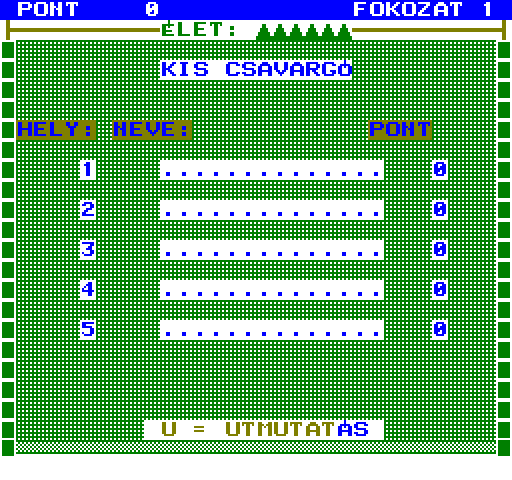 PONT 0 FOKOZAT 1
ÉLET:
KIS CSAVARGÓ
HELY: NEVE: PONT
1 .............. 0
2 .............. 0
3 .............. 0
4 .............. 0
5 .............. 0
U = UTMUTATÁS